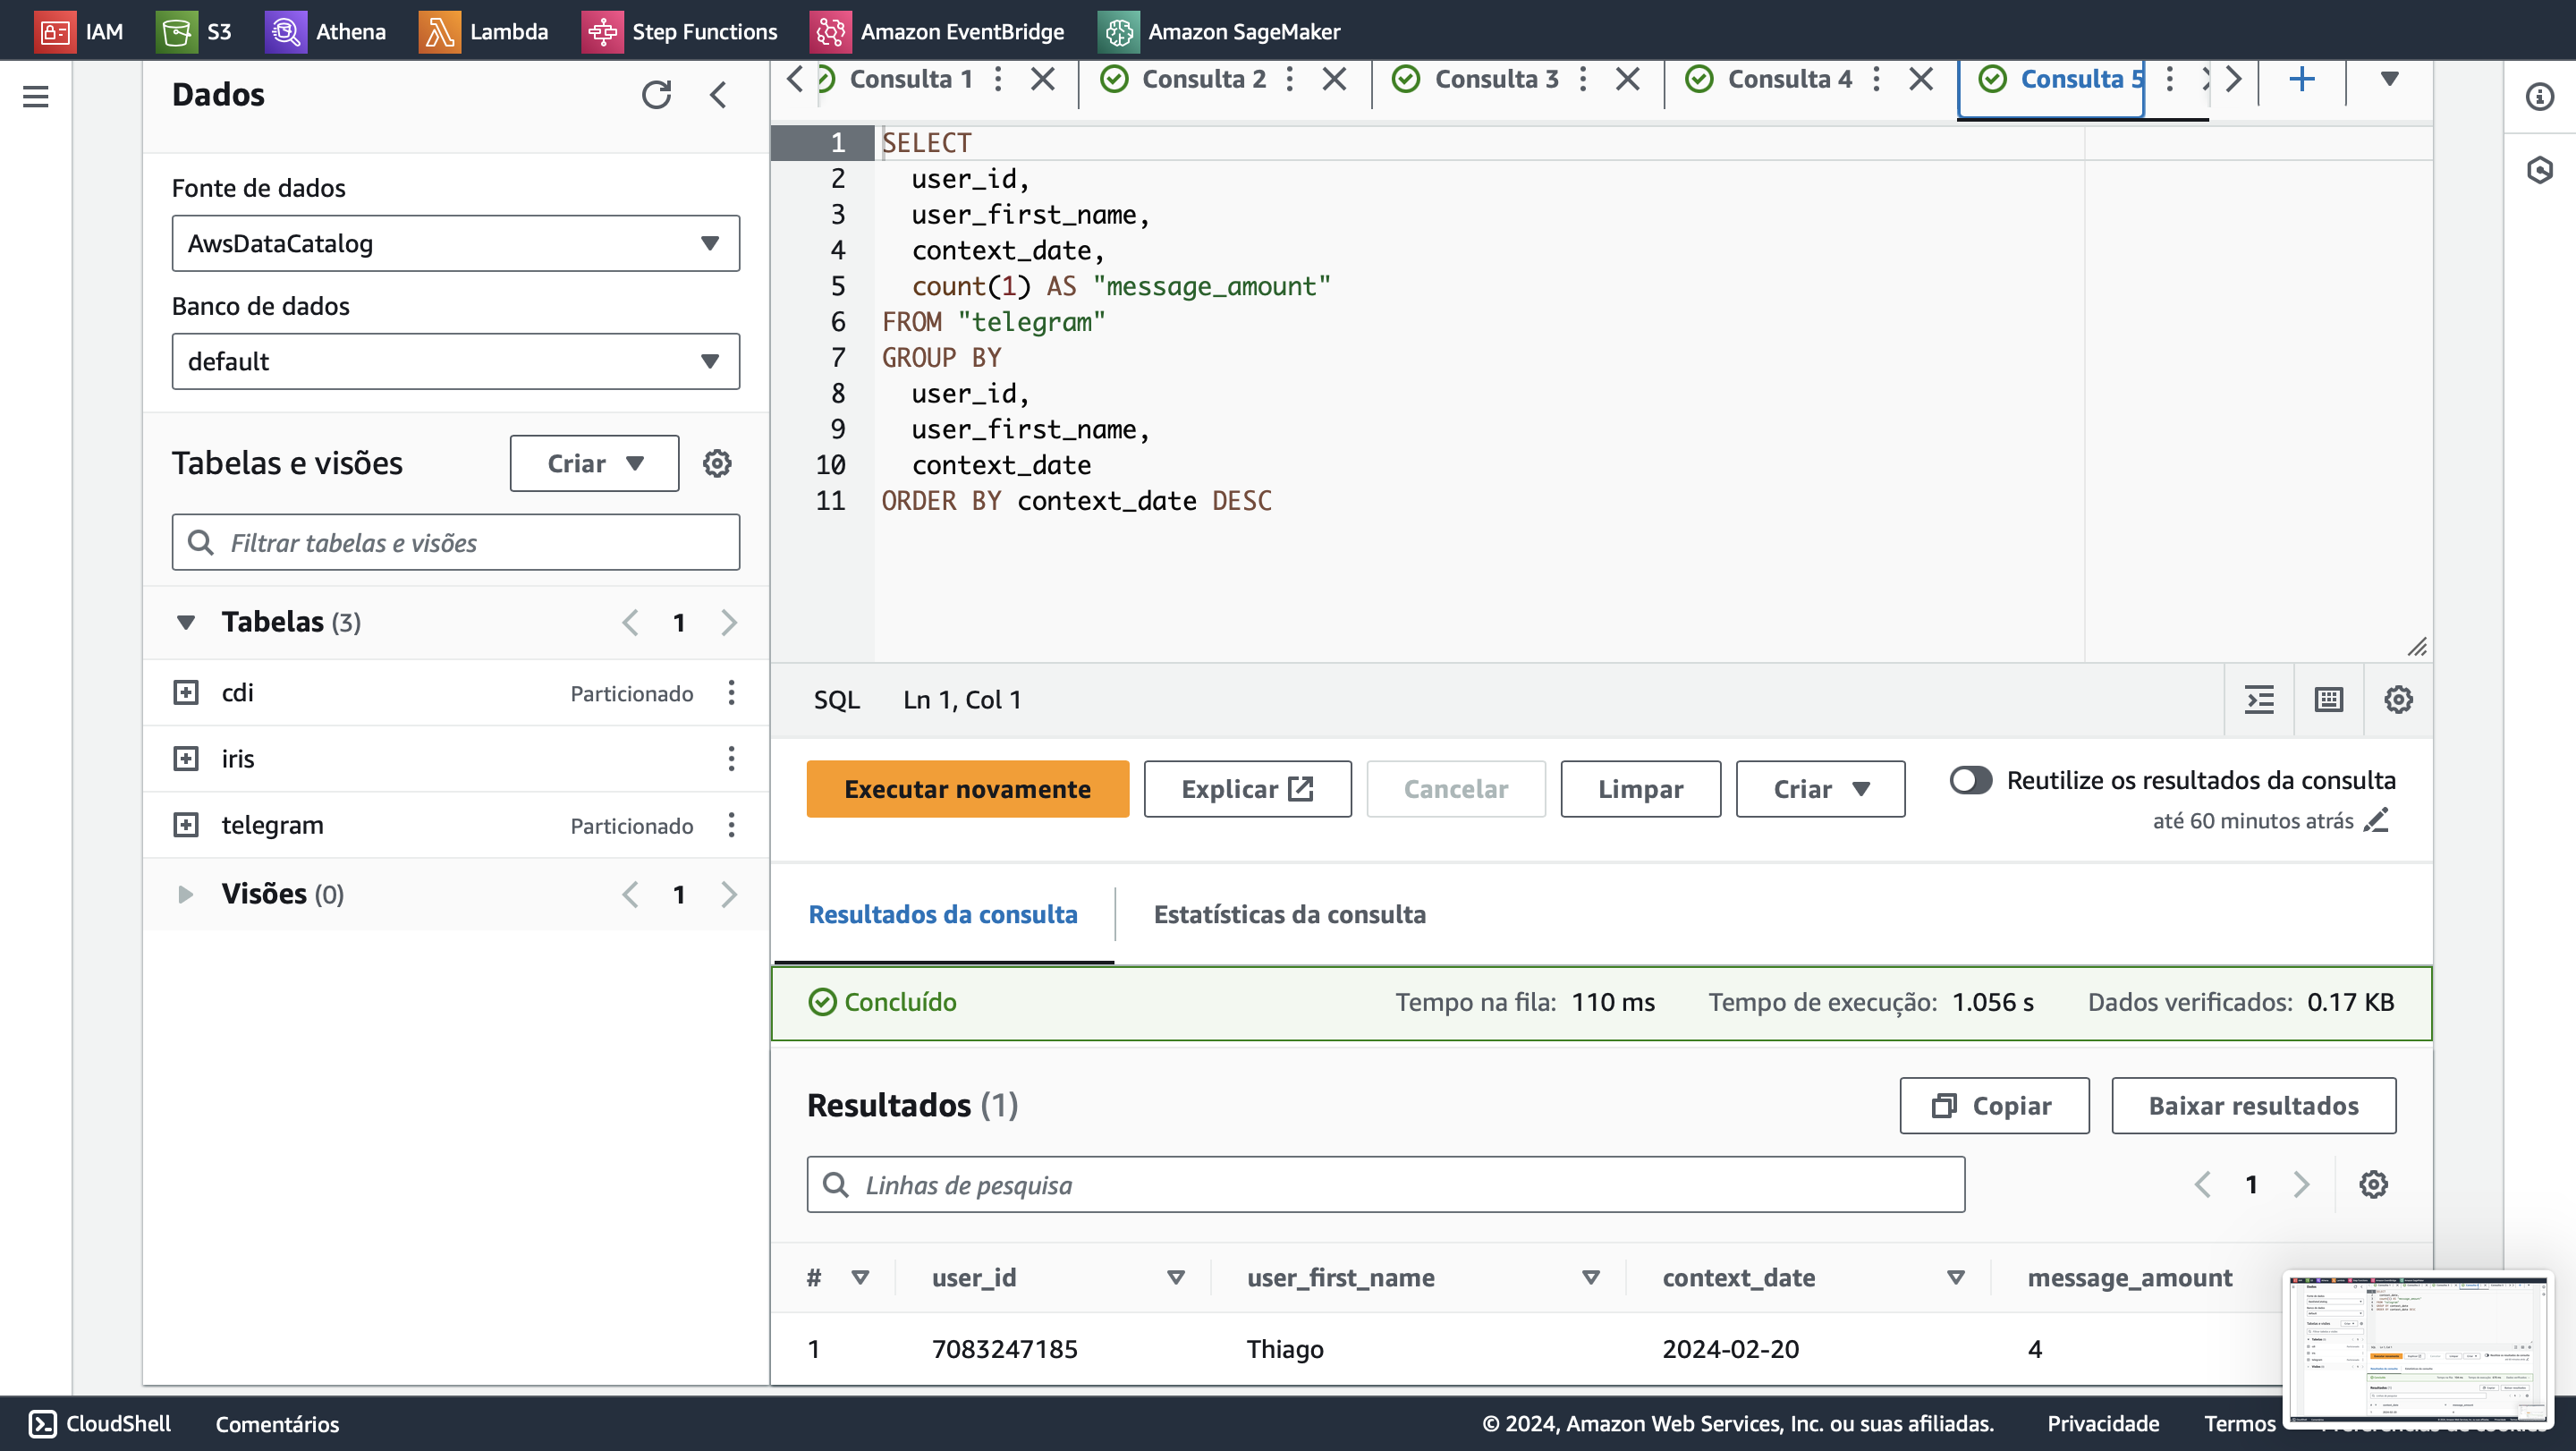 IAM S3 Athena Lambda Step Functions Amazon EventBridge Amazon SageMaker
Dados
Fonte de dados
AwsDataCatalog
Banco de dados
default
Tabelas e visões Criar
Filtrar tabelas e visões
Tabelas (3) 1
cdi Particionado
iris
telegram Particionado
Visões (0) 1
Consulta 1 Consulta 2 Consulta 3 Consulta 4 Consulta 5
1 SELECT
2 user_id,
3 user_first_name,
4 context_date,
5 count(1) AS "message_amount"
6 FROM "telegram"
7 GROUP BY
8 user_id,
9 user_first_name,
10 context_date
11 ORDER BY context_date DESC
SQL Ln 1, Col 1
Executar novamente Explicar Cancelar Limpar Criar Reutilize os resultados da consulta
até 60 minutos atrás
Resultados da consulta Estatísticas da consulta
Concluído Tempo na fila: 110 ms Tempo de execução: 1.056 s Dados verificados: 0.17 KB
Resultados (1) Copiar Baixar resultados
Linhas de pesquisa 1
# user_id user_first_name context_date message_amount
1 7083247185 Thiago 2024-02-20 4
CloudShell Comentários © 2024, Amazon Web Services, Inc. ou suas afiliadas. Privacidade Termos